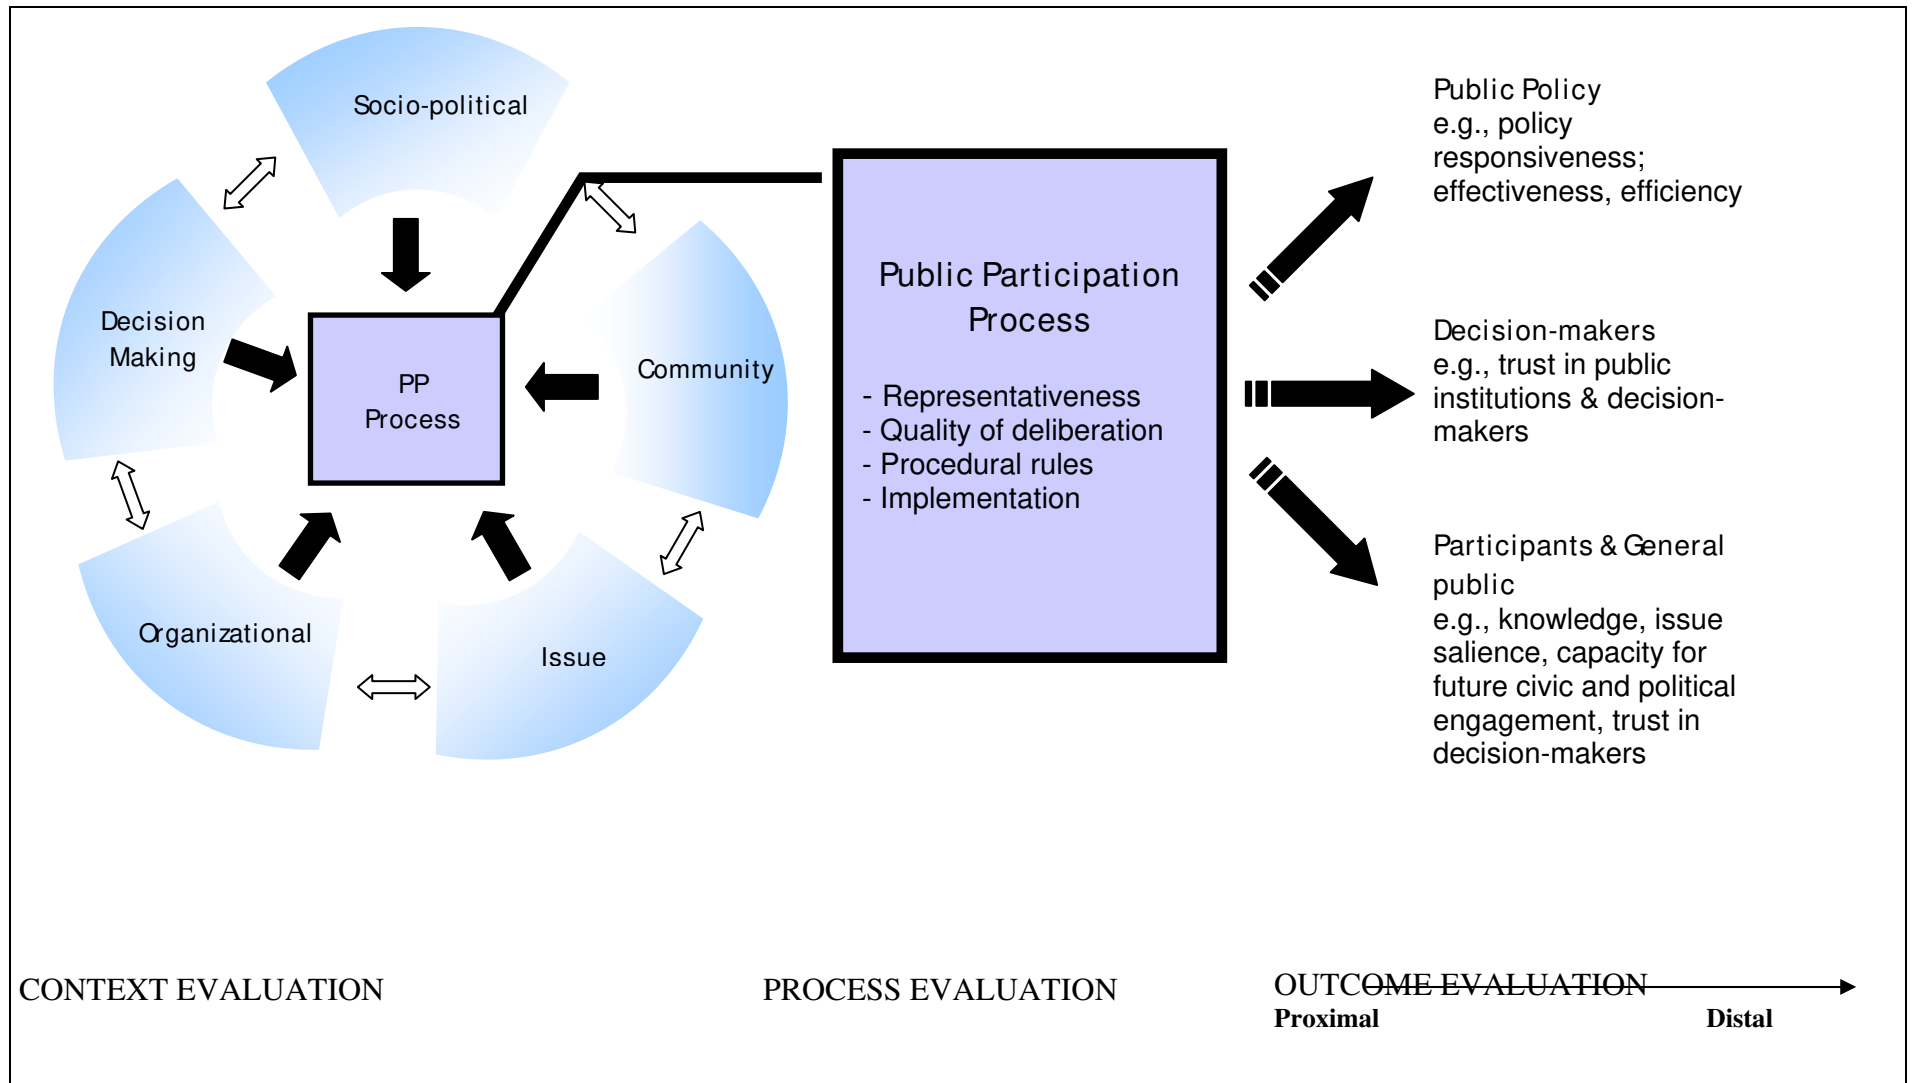 Socio-political
Decision
Making
PP
Process
Community
Organizational
Issue
Public Participation
Process
- Representativeness
- Quality of deliberation
- Procedural rules
- Implementation
Public Policy
e.g., policy
responsiveness;
effectiveness, efficiency
Decision-makers
e.g., trust in public
institutions & decision-
makers
Participants & General
public
e.g., knowledge, issue
salience, capacity for
future civic and political
engagement, trust in
decision-makers
CONTEXT EVALUATION
PROCESS EVALUATION
OUTCOME EVALUATION
Proximal
Distal